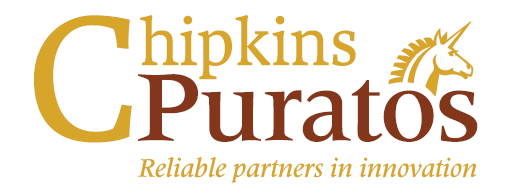 Chipkins
Puratos
Reliable partners in innovation